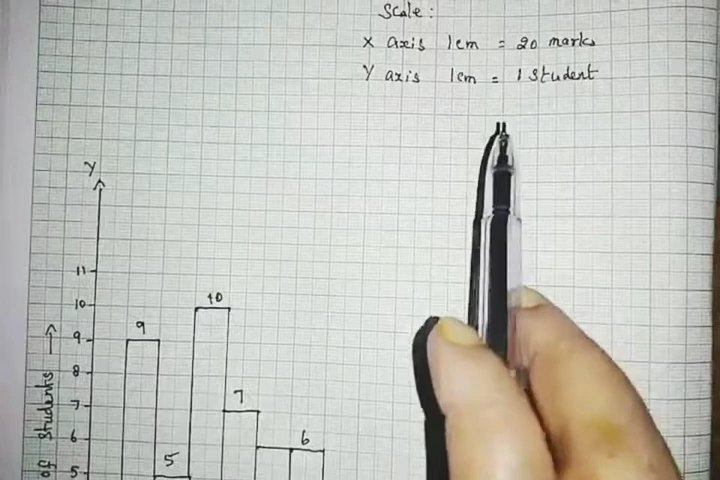 Scale:
X axis 1cm = 20 marks
Y axis 1cm = 1 student
Y
11
10
10
9
9
8
7
7
6
6
5
5
of students